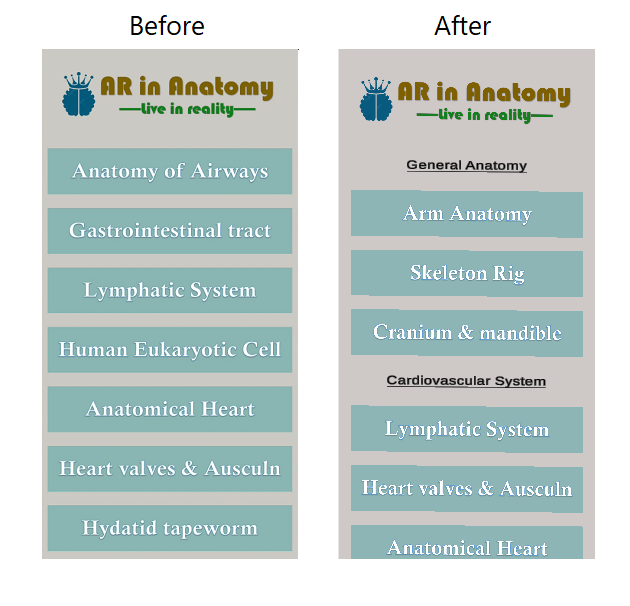 Before
AR in Anatomy
Live in reality
Anatomy of Airways
Gastrointestinal tract
Lymphatic System
Human Eukaryotic Cell
Anatomical Heart
Heart valves & Ausculn
Hydatid tapeworm
After
AR in Anatomy
Live in reality
General Anatomy
Arm Anatomy
Skeleton Rig
Cranium & mandible
Cardiovascular System
Lymphatic System
Heart valves & Ausculn
Anatomical Heart